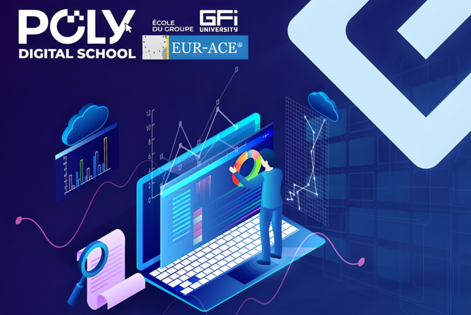 POLY
DIGITAL SCHOOL
ÉCOLE
DU GROUPE
GFi
UNIVERSITY
EUR-ACE®